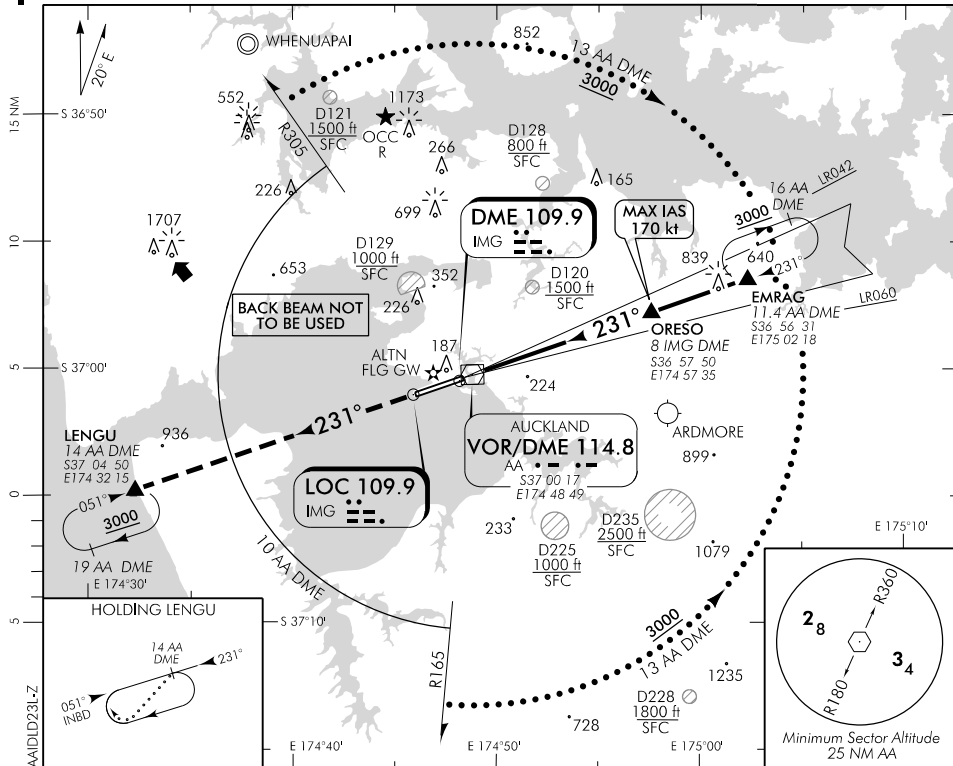 20° E
WHENUAPAI
852
13 AA DME
3000
15 NM
S 36°50'
552
D121
1500 ft
SFC
1173
OCC
R
R305
D128
800 ft
SFC
266
226
165
699
16 AA
DME
LR042
3000
1707
DME 109.9
IMG
MAX IAS
170 kt
10
D129
1000 ft
SFC
653
352
226
D120
1500 ft
SFC
839
640
231°
BACK BEAM NOT
TO BE USED
231°
EMRAG
11.4 AA DME
S36 56 31
E175 02 18
LR060
ORESO
8 IMG DME
S36 57 50
E174 57 35
ALTN
FLG GW
187
5
S 37°00'
224
231°
AUCKLAND
VOR/DME 114.8
AA
S37 00 17
E174 48 49
ARDMORE
899
LENGU
14 AA DME
S37 04 50
E174 32 15
936
LOC 109.9
IMG
051°
3000
0
19 AA DME
E 174°30'
10 AA DME
233
D225
1000 ft
SFC
D235
2500 ft
SFC
1079
E 175°10'
5
S 37°10'
HOLDING LENGU
14 AA
DME
231°
051°
INBD
R165
3000
13 AA DME
1235
D228
1800 ft
SFC
728
E 174°40'
E 174°50'
E 175°00'
R360
28
34
R180
Minimum Sector Altitude
25 NM AA
AAIDLD23L-Z